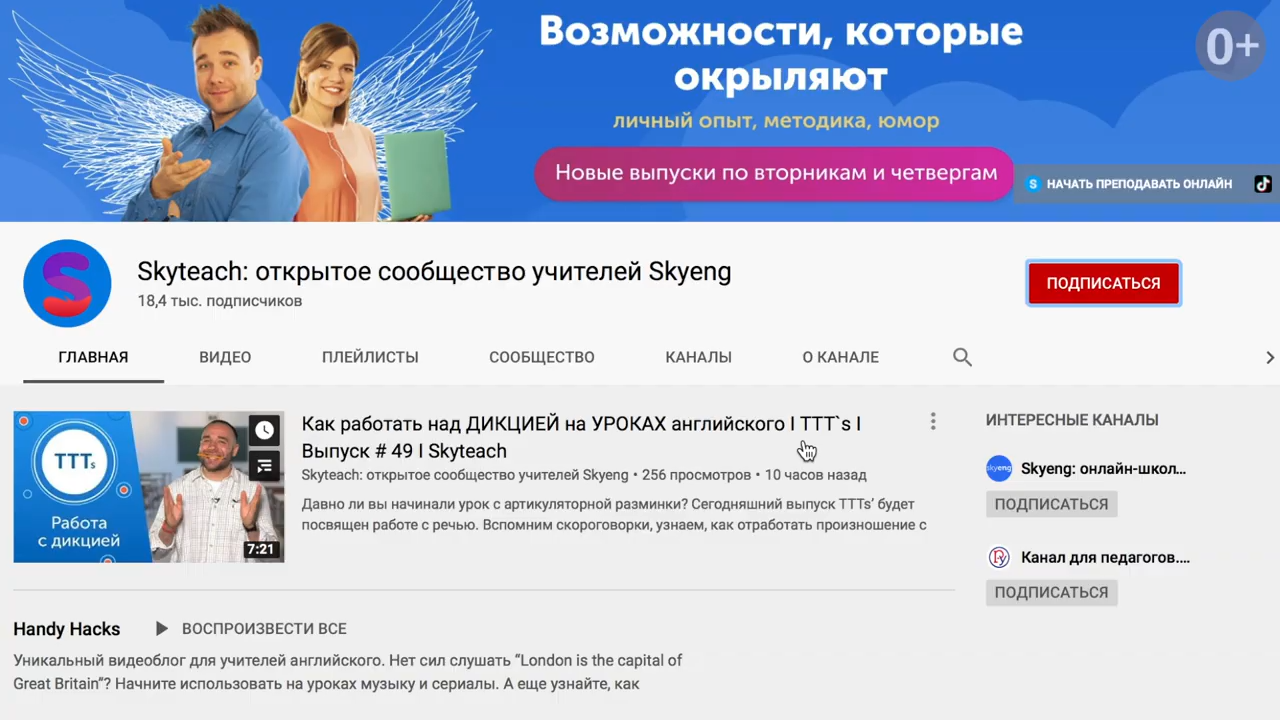 Возможности, которые
окрыляют
0+
личный опыт, методика, юмор
Новые выпуски по вторникам и четвергам
S НАЧАТЬ ПРЕПОДАВАТЬ ОНЛАЙН
S
Skyteach: открытое сообщество учителей Skyeng
18,4 тыс. подписчиков
ПОДПИСАТЬСЯ
ГЛАВНАЯ ВИДЕО ПЛЕЙЛИСТЫ СООБЩЕСТВО КАНАЛЫ О КАНАЛЕ
TTTs
Работа
с дикцией
7:21
Как работать над ДИКЦИЕЙ на УРОКАХ английского I TTT`s I
Выпуск # 49 I Skyteach
Skyteach: открытое сообщество учителей Skyeng • 256 просмотров • 10 часов назад
Давно ли вы начинали урок с артикуляторной разминки? Сегодняшний выпуск TTTs’ будет
посвящен работе с речью. Вспомним скороговорки, узнаем, как отработать произношение с
ИНТЕРЕСНЫЕ КАНАЛЫ
skyeng Skyeng: онлайн-школ...
ПОДПИСАТЬСЯ
Канал для педагогов....
ПОДПИСАТЬСЯ
Handy Hacks ВОСПРОИЗВЕСТИ ВСЕ
Уникальный видеоблог для учителей английского. Нет сил слушать “London is the capital of
Great Britain”? Начните использовать на уроках музыку и сериалы. А еще узнайте, как